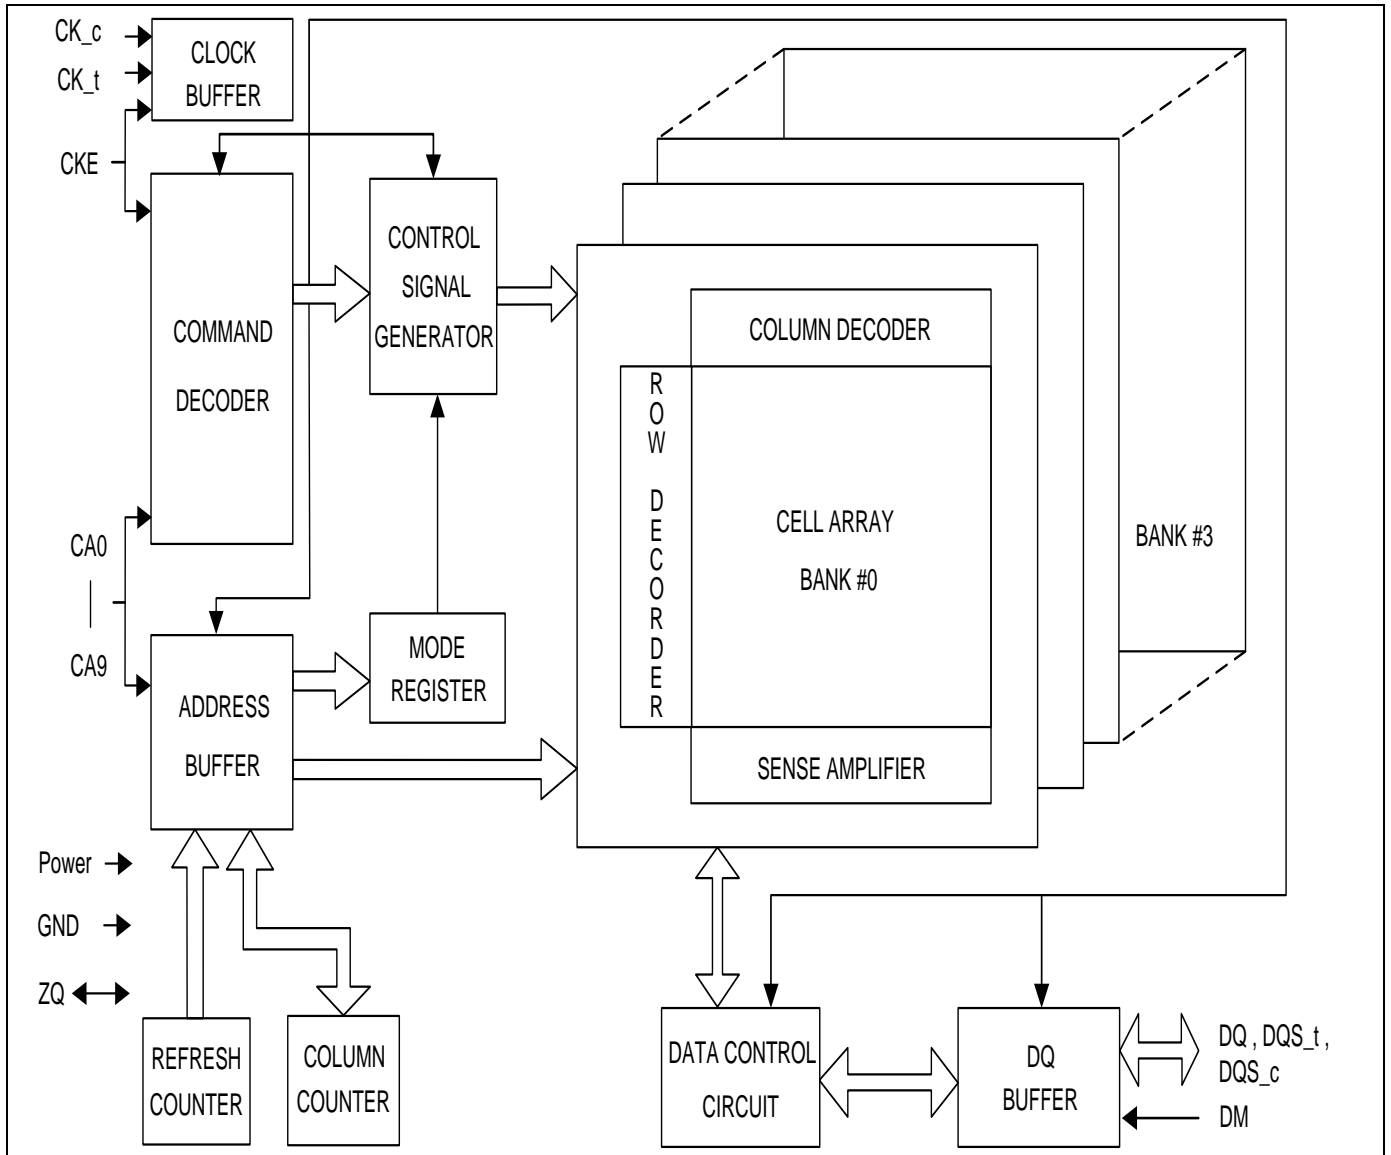 CK_c
CK_t
CLOCK
BUFFER
CKE
COMMAND
DECODER
CONTROL
SIGNAL
GENERATOR
COLUMN DECODER
ROW DECORDER
CELL ARRAY
BANK #0
SENSE AMPLIFIER
BANK #3
CA0
CA9
ADDRESS
BUFFER
MODE
REGISTER
Power
GND
ZQ
REFRESH
COUNTER
COLUMN
COUNTER
DATA CONTROL
CIRCUIT
DQ
BUFFER
DQ , DQS_t ,
DQS_c
DM